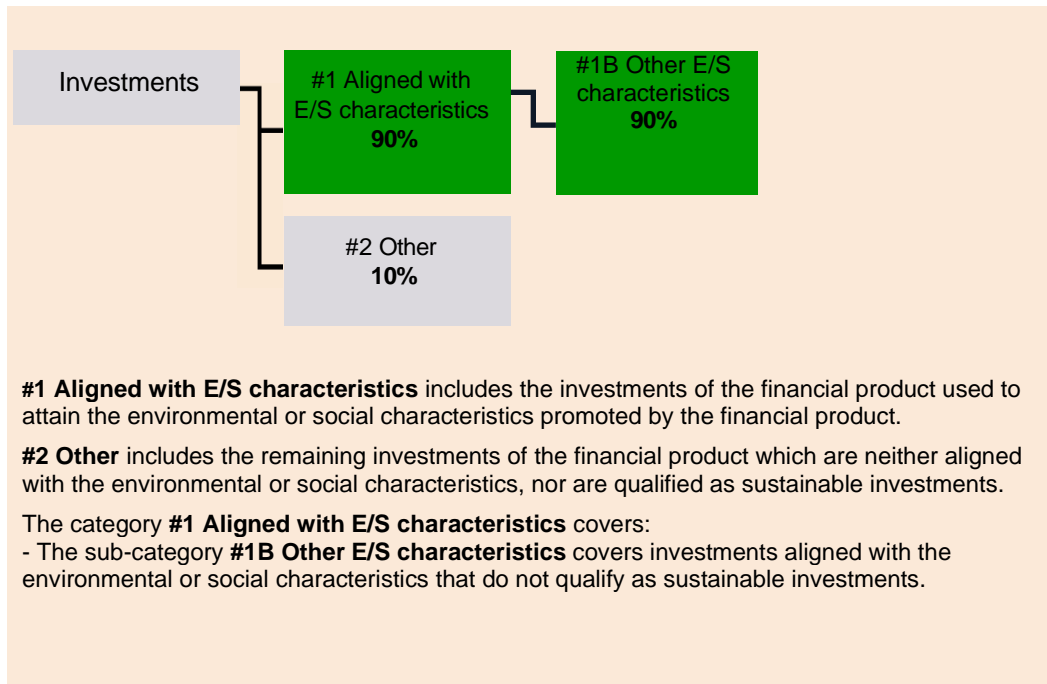 Investments
#1 Aligned with
E/S characteristics
90%
#1B Other E/S
characteristics
90%
#2 Other
10%
#1 Aligned with E/S characteristics includes the investments of the financial product used to
attain the environmental or social characteristics promoted by the financial product.
#2 Other includes the remaining investments of the financial product which are neither aligned
with the environmental or social characteristics, nor are qualified as sustainable investments.
The category #1 Aligned with E/S characteristics covers:
- The sub-category #1B Other E/S characteristics covers investments aligned with the
environmental or social characteristics that do not qualify as sustainable investments.